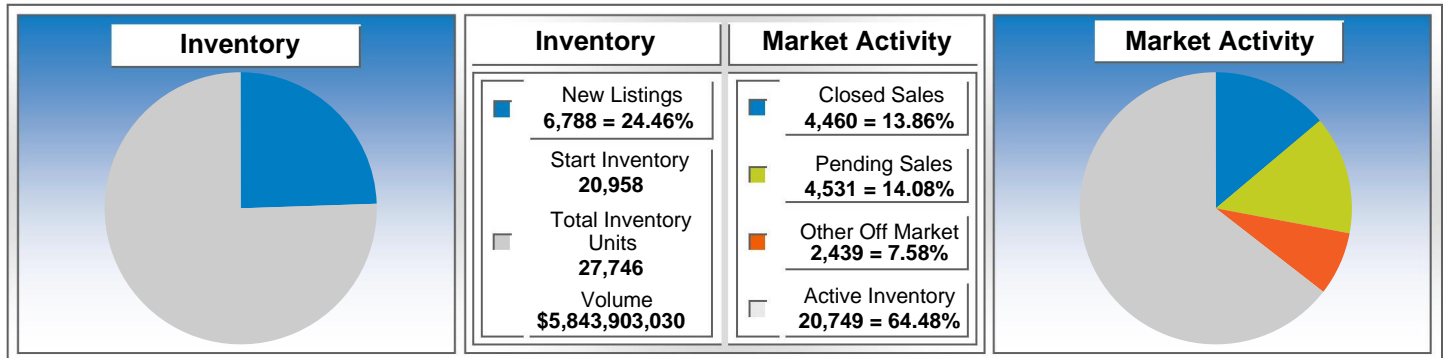 Inventory
Inventory
New Listings
6,788 = 24.46%
Start Inventory
20,958
Total Inventory
Units
27,746
Volume
$5,843,903,030
Market Activity
Closed Sales
4,460 = 13.86%
Pending Sales
4,531 = 14.08%
Other Off Market
2,439 = 7.58%
Active Inventory
20,749 = 64.48%
Market Activity